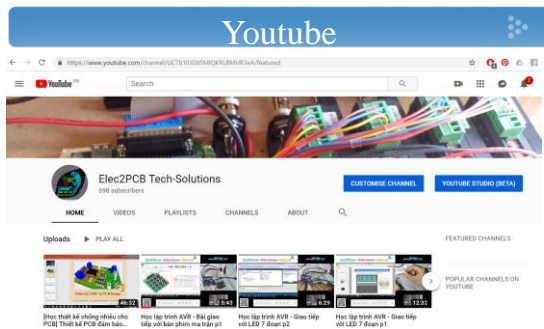 Youtube
https://www.youtube.com/channel/
YouTube VN
Search
Elec2PCB Tech-Solutions
698 subscribers
CUSTOMISE CHANNEL
YOUTUBE STUDIO (BETA)
HOME VIDEOS PLAYLISTS CHANNELS ABOUT
Uploads PLAY ALL
FEATURED CHANNELS
POPULAR CHANNELS ON
YOUTUBE
46:32
5:43
6:29
12:32
[Học thiết kế chống nhiễu cho
PCB] Thiết kế PCB đảm bảo...
Học lập trình AVR - Bài giao
tiếp với bàn phím ma trận p1
Học lập trình AVR - Giao tiếp
với LED 7 đoạn p2
Học lập trình AVR - Giao tiếp
với LED 7 đoạn p1